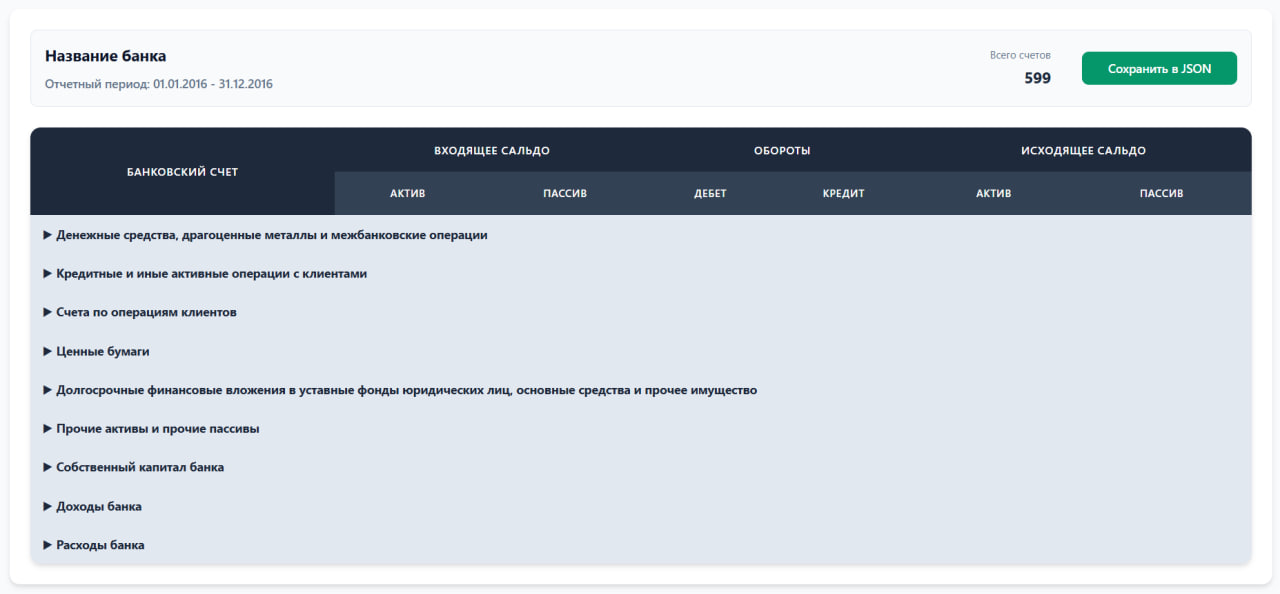 Название банка
Отчетный период: 01.01.2016 - 31.12.2016
Всего счетов
599
Сохранить в JSON
БАНКОВСКИЙ СЧЕТ
ВХОДЯЩЕЕ САЛЬДО
ОБОРОТЫ
ИСХОДЯЩЕЕ САЛЬДО
АКТИВ
ПАССИВ
ДЕБЕТ
КРЕДИТ
АКТИВ
ПАССИВ
Денежные средства, драгоценные металлы и межбанковские операции
Кредитные и иные активные операции с клиентами
Счета по операциям клиентов
Ценные бумаги
Долгосрочные финансовые вложения в уставные фонды юридических лиц, основные средства и прочее имущество
Прочие активы и прочие пассивы
Собственный капитал банка
Доходы банка
Расходы банка